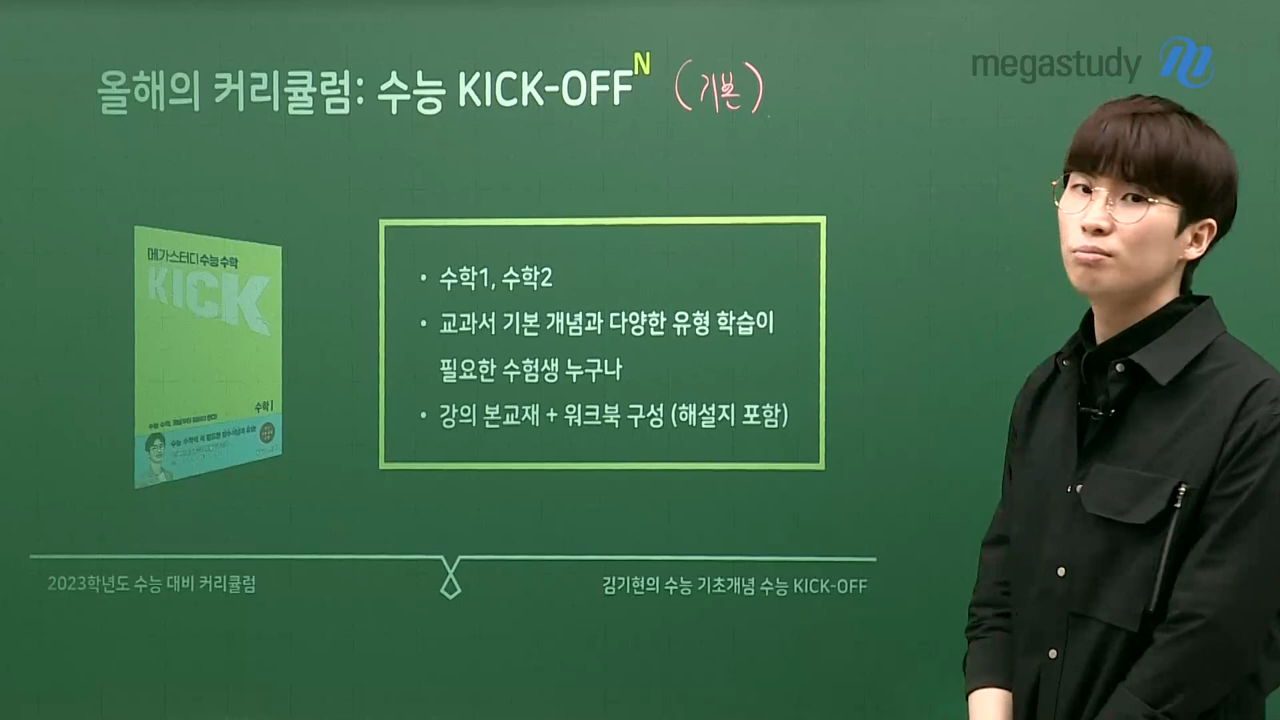 megastudy
올해의 커리큘럼: 수능 KICK-OFF N (기본)
메가스터디 수능 수학
KICK
수학 I
• 수학1, 수학2
• 교과서 기본 개념과 다양한 유형 학습이
필요한 수험생 누구나
• 강의 본교재 + 워크북 구성 (해설지 포함)
2023학년도 수능 대비 커리큘럼
김기현의 수능 기초개념 수능 KICK-OFF